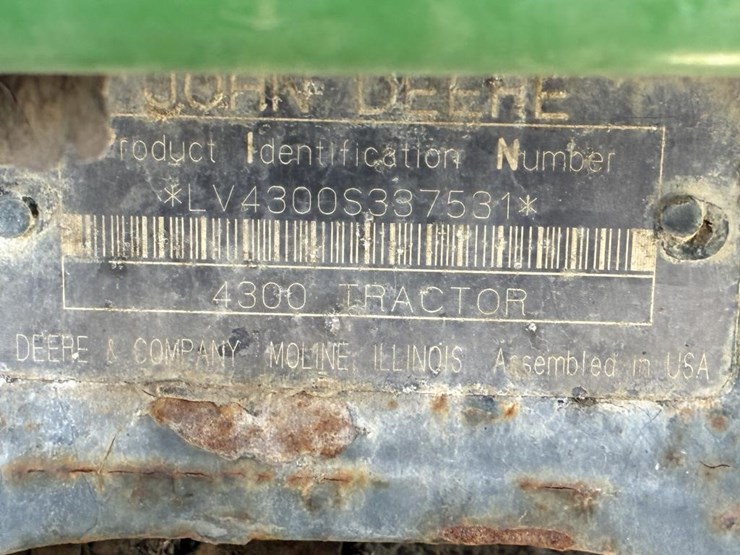 JOHN DEERE
Product Identification Number
*LV4300S337531*
4300 TRACTOR
DEERE & COMPANY MOLINE, ILLINOIS Assembled in USA